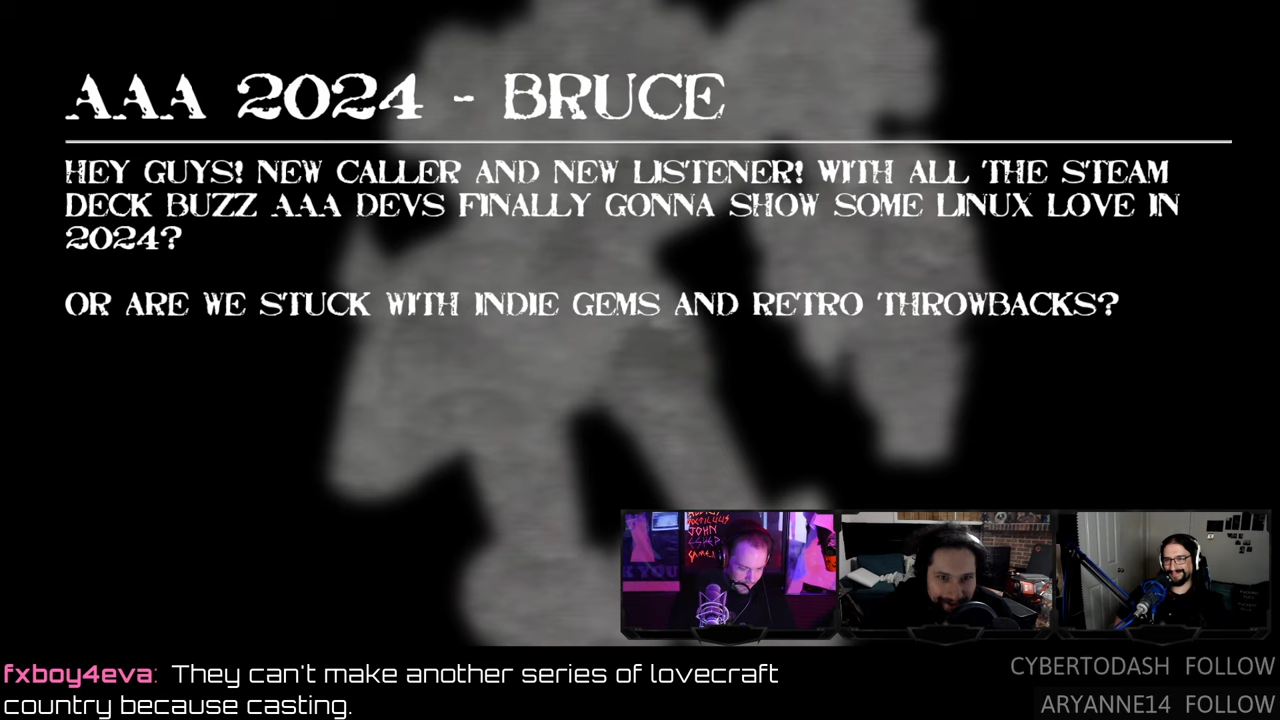 AAA 2024 - BRUCE
HEY GUYS! NEW CALLER AND NEW LISTENER! WITH ALL THE STEAM
DECK BUZZ AAA DEVS FINALLY GONNA SHOW SOME LINUX LOVE IN
2024?
OR ARE WE STUCK WITH INDIE GEMS AND RETRO THROWBACKS?
JOHN
fxboy4eva: They can't make another series of lovecraft
country because casting.
CYBERTODASH FOLLOW
ARYANNE14 FOLLOW